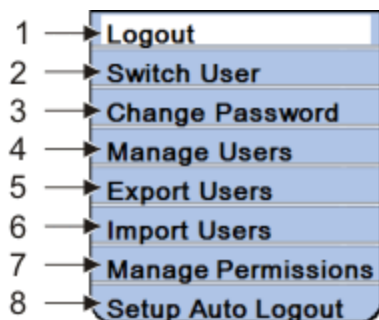 1 Logout
2 Switch User
3 Change Password
4 Manage Users
5 Export Users
6 Import Users
7 Manage Permissions
8 Setup Auto Logout